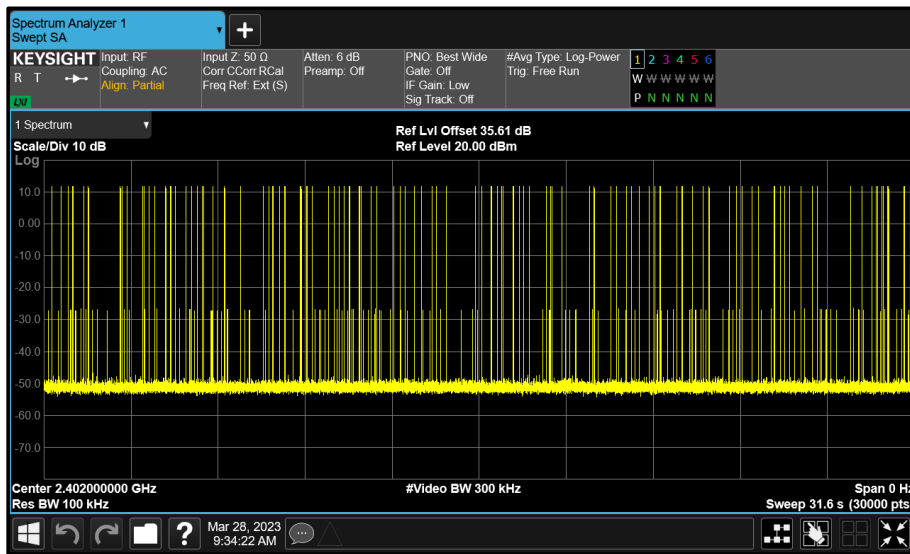 Spectrum Analyzer 1
Swept SA
+
KEYSIGHT Input: RF Input Z: 50 Ω Atten: 6 dB PNO: Best Wide #Avg Type: Log-Power 1 2 3 4 5 6
R T Coupling: AC Corr CCorr RCal Preamp: Off Gate: Off Trig: Free Run W W W W W W
Align: Partial Freq Ref: Ext (S) IF Gain: Low P N N N N N
LXI Sig Track: Off
1 Spectrum
Ref Lvl Offset 35.61 dB
Scale/Div 10 dB Ref Level 20.00 dBm
Log
10.0
0.00
-10.0
-20.0
-30.0
-40.0
-50.0
-60.0
-70.0
Center 2.402000000 GHz #Video BW 300 kHz Span 0 Hz
Res BW 100 kHz Sweep 31.6 s (30000 pts
? Mar 28, 2023
9:34:22 AM